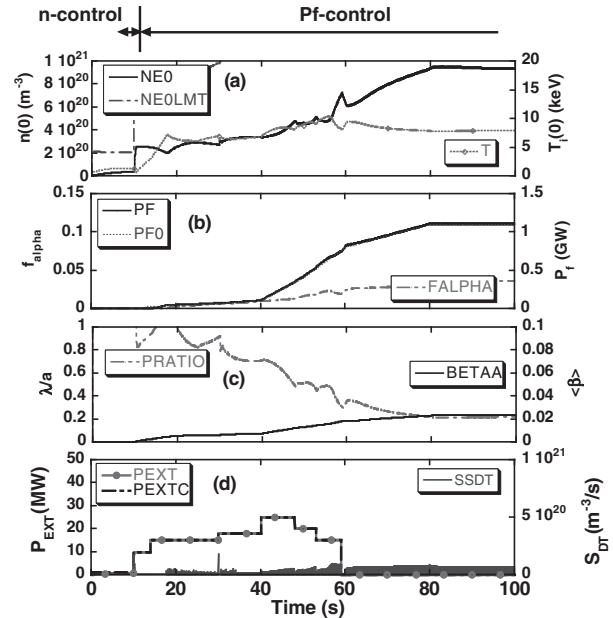 n-control Pf-control
n(0) (m⁻³)
1 10²¹
8 10²⁰
6 10²⁰
4 10²⁰
2 10²⁰
0
NE0
NE0LMT
(a)
T
20
15
10
5
0
Tᵢ(0) (keV)
f_alpha
0.15
0.1
0.05
0
PF
PF0
(b)
FALPHA
1.5
1
0.5
0
P_f (GW)
λ/a
1
0.8
0.6
0.4
0.2
0
PRATIO
(c)
BETAA
0.1
0.08
0.06
0.04
0.02
0
<β>
P_EXT(MW)
50
40
30
20
10
0
PEXT
PEXTC
(d)
SSDT
1 10²¹
5 10²⁰
0
S_DT (m⁻³/s)
0 20 40 60 80 100
Time (s)